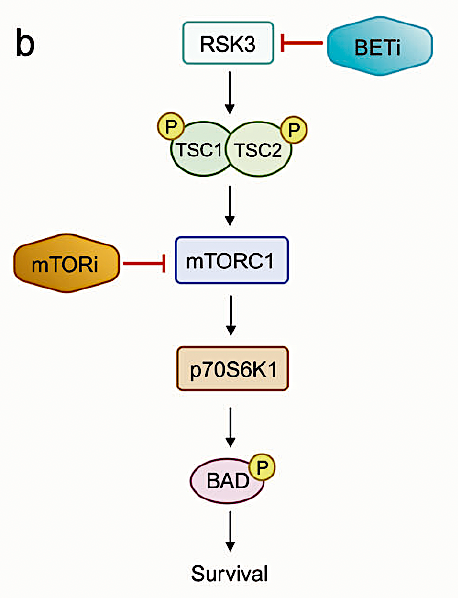 b
RSK3
BETi
P
P
TSC1
TSC2
mTORi
mTORC1
p70S6K1
P
BAD
Survival